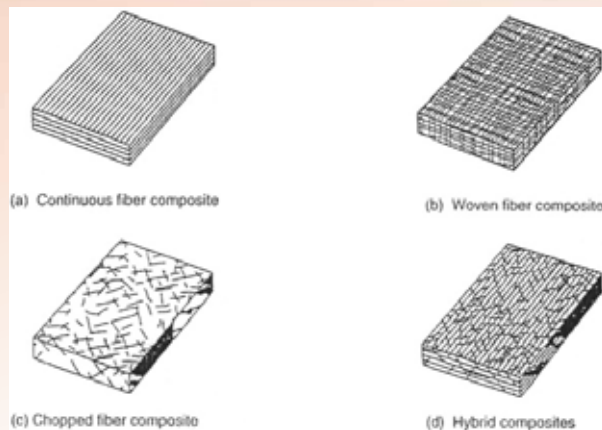 (a) Continuous fiber composite
(b) Woven fiber composite
(c) Chopped fiber composite
(d) Hybrid composites